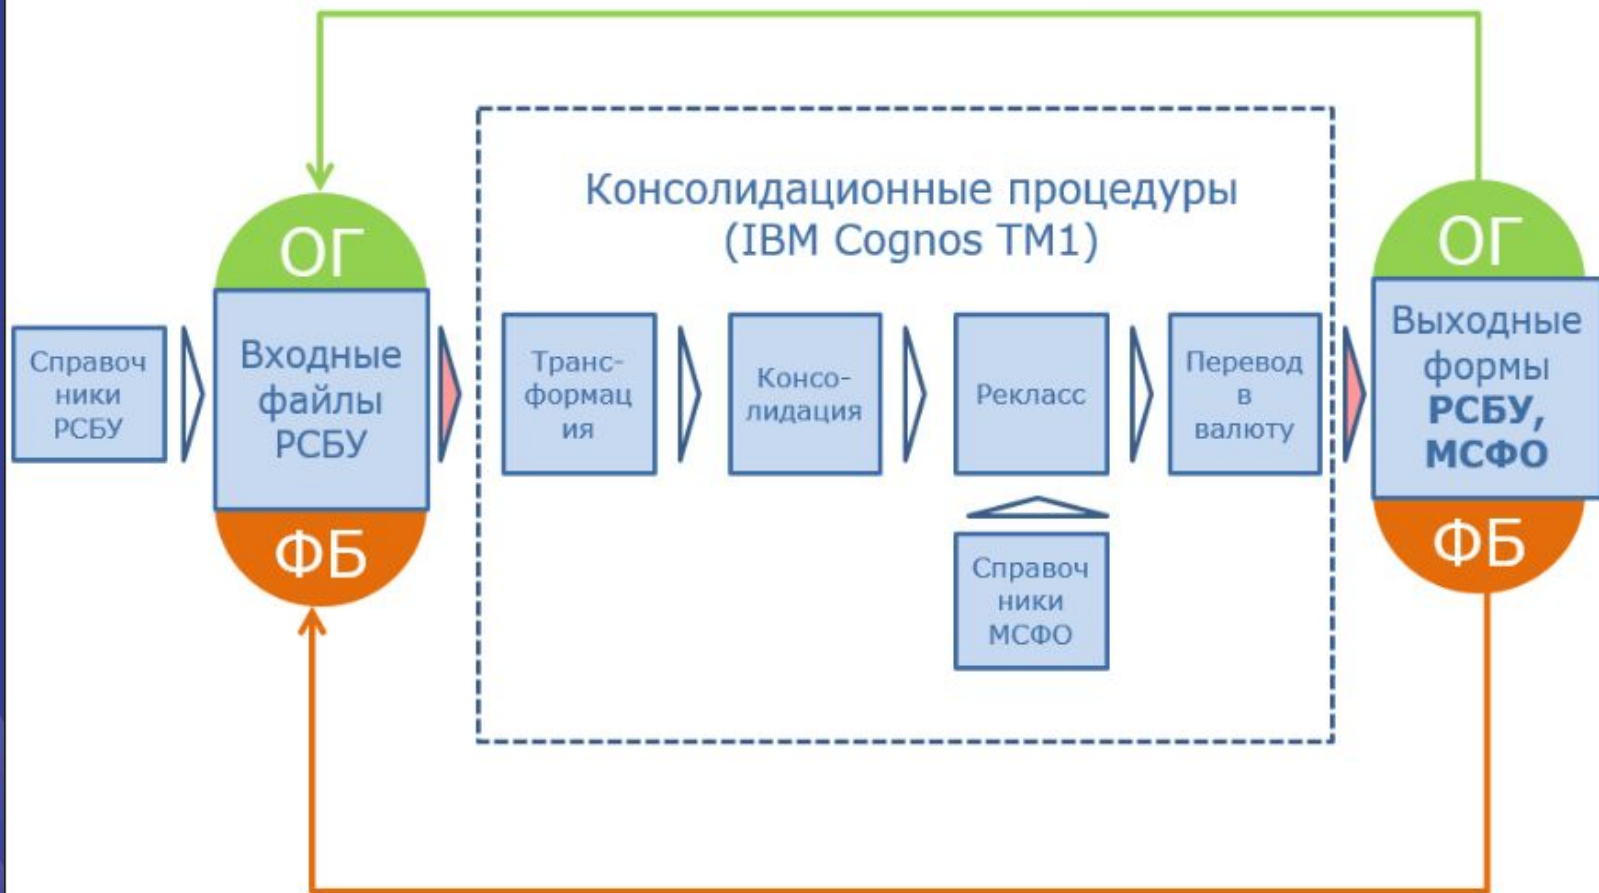 Консолидационные процедуры
(IBM Cognos TM1)
ОГ
ОГ
Справоч
ники
РСБУ
Входные
файлы
РСБУ
Транс-
формац
ия
Консо-
лидация
Рекласс
Перевод
в
валюту
Выходные
формы
РСБУ,
МСФО
ФБ
ФБ
Справоч
ники
МСФО